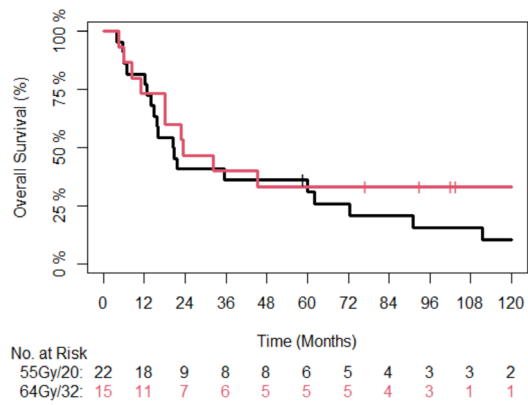 100 %
75 %
50 %
25 %
0 %
Overall Survival (%)
0 12 24 36 48 60 72 84 96 108 120
Time (Months)
No. at Risk
55Gy/20: 22 18 9 8 8 6 5 4 3 3 2
64Gy/32: 15 11 7 6 5 5 5 4 3 1 1